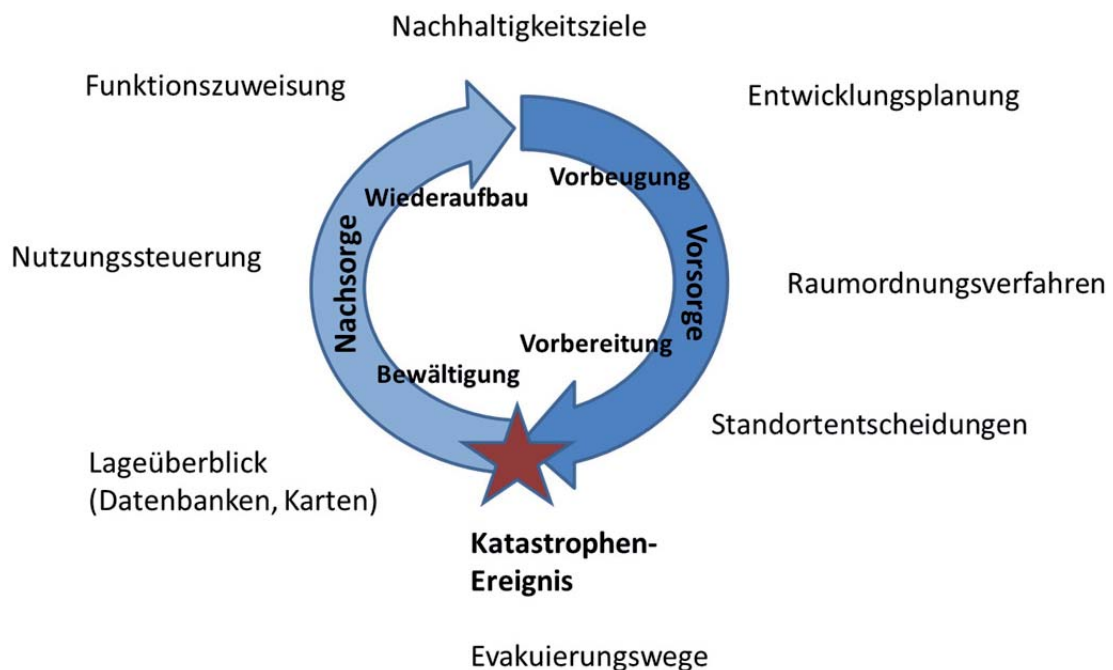 Nachhaltigkeitsziele
Funktionszuweisung
Entwicklungsplanung
Vorbeugung
Wiederaufbau
Nachsorge
Vorsorge
Nutzungssteuerung
Raumordnungsverfahren
Vorbereitung
Bewältigung
Standortentscheidungen
Lageüberblick
(Datenbanken, Karten)
Katastrophen-
Ereignis
Evakuierungswege